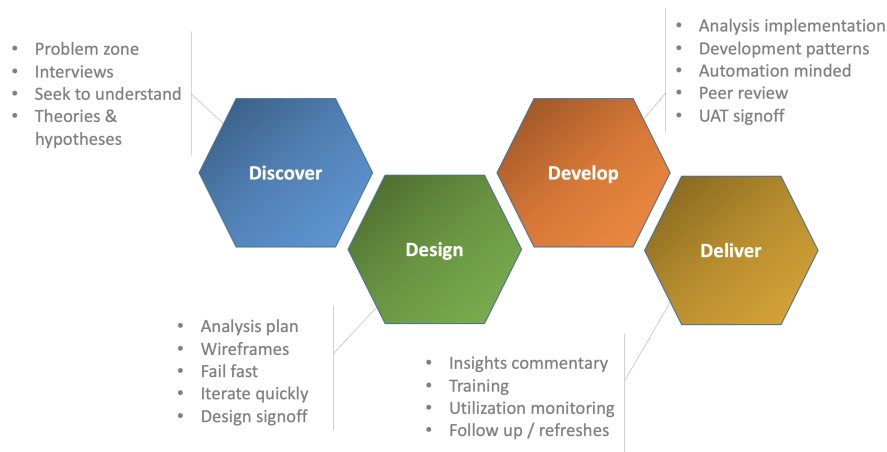 • Problem zone
• Interviews
• Seek to understand
• Theories &
hypotheses
Discover
• Analysis plan
• Wireframes
• Fail fast
• Iterate quickly
• Design signoff
Design
• Analysis implementation
• Development patterns
• Automation minded
• Peer review
• UAT signoff
Develop
• Insights commentary
• Training
• Utilization monitoring
• Follow up / refreshes
Deliver